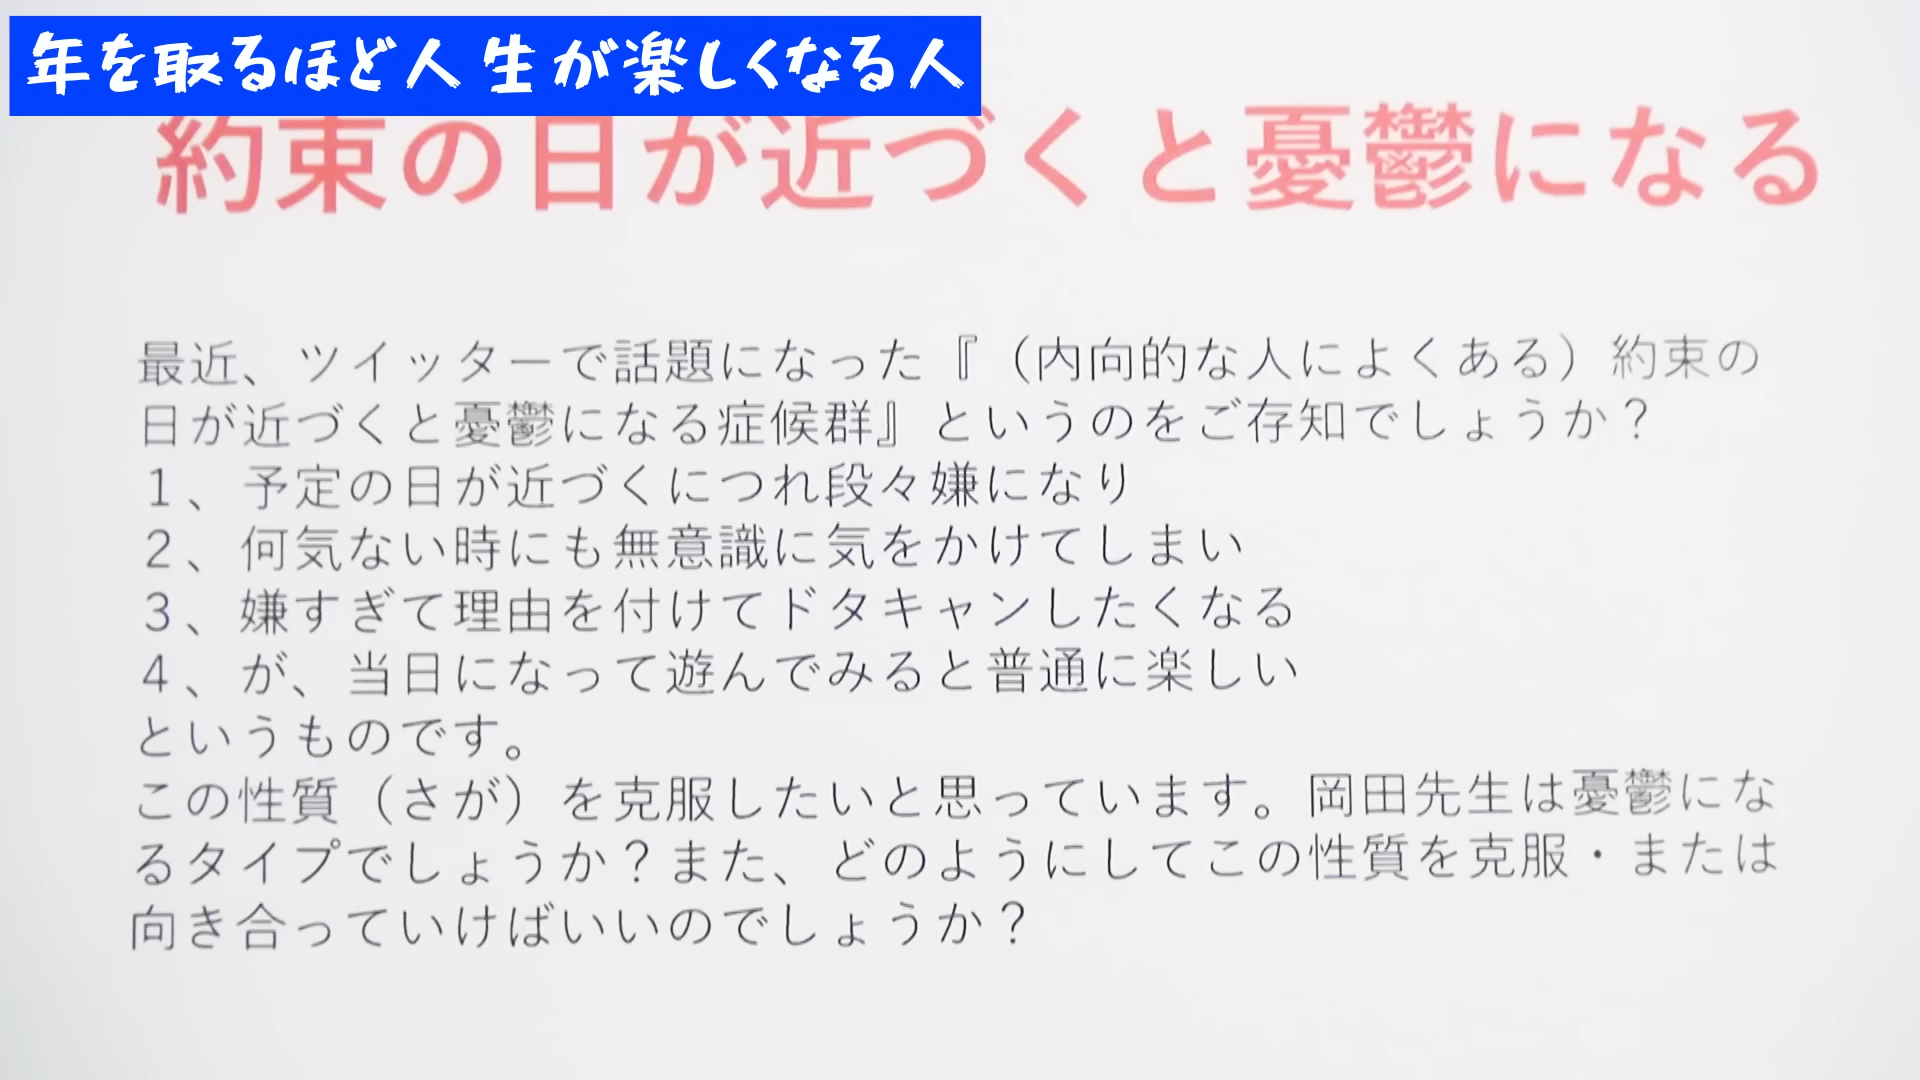 年を取るほど人生が楽しくなる人
約束の日が近づくと憂鬱になる
最近、ツイッターで話題になった『（内向的な人によくある）約束の
日が近づくと憂鬱になる症候群』というのをご存知でしょうか？
１、予定の日が近づくにつれ段々嫌になり
２、何気ない時にも無意識に気をかけてしまい
３、嫌すぎて理由を付けてドタキャンしたくなる
４、が、当日になって遊んでみると普通に楽しい
というものです。
この性質（さが）を克服したいと思っています。岡田先生は憂鬱にな
るタイプでしょうか？また、どのようにしてこの性質を克服・または
向き合っていけばいいのでしょうか？